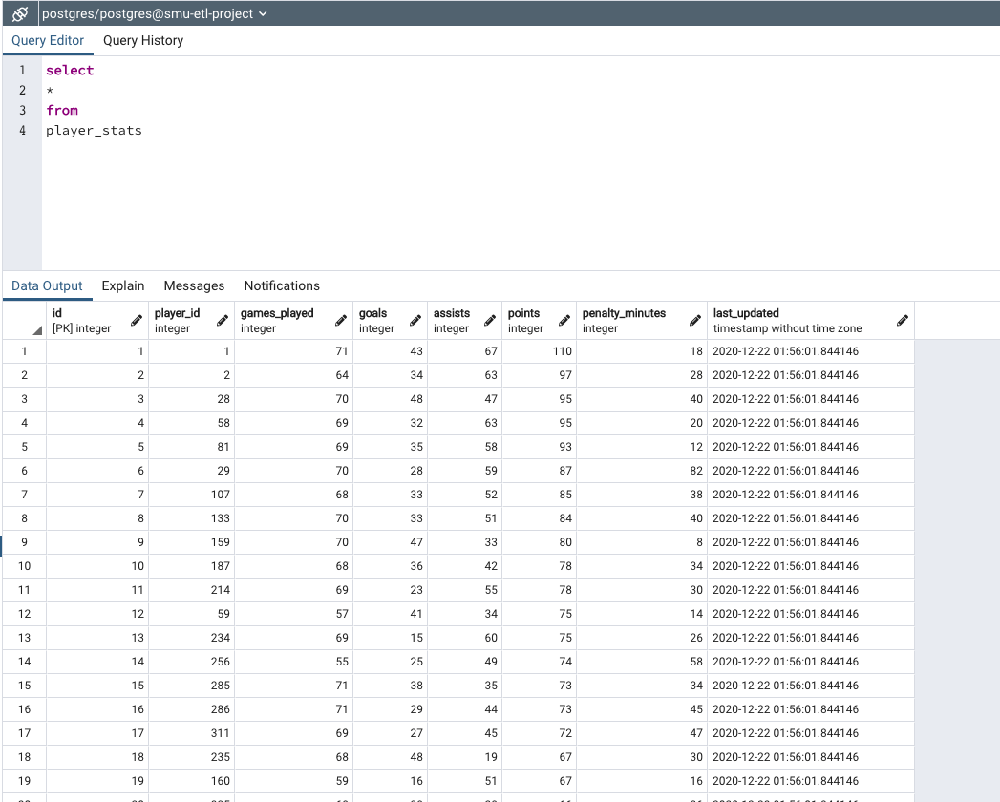 postgres/postgres@smu-etl-project
Query Editor Query History
1 select
2 *
3 from
4 player_stats
Data Output Explain Messages Notifications
id player_id games_played goals assists points penalty_minutes last_updated
[PK] integer integer integer integer integer integer integer timestamp without time zone
1 1 1 71 43 67 110 18 2020-12-22 01:56:01.844146
2 2 2 64 34 63 97 28 2020-12-22 01:56:01.844146
3 3 28 70 48 47 95 40 2020-12-22 01:56:01.844146
4 4 58 69 32 63 95 20 2020-12-22 01:56:01.844146
5 5 81 69 35 58 93 12 2020-12-22 01:56:01.844146
6 6 29 70 28 59 87 82 2020-12-22 01:56:01.844146
7 7 107 68 33 52 85 38 2020-12-22 01:56:01.844146
8 8 133 70 33 51 84 40 2020-12-22 01:56:01.844146
9 9 159 70 47 33 80 8 2020-12-22 01:56:01.844146
10 10 187 68 36 42 78 34 2020-12-22 01:56:01.844146
11 11 214 69 23 55 78 30 2020-12-22 01:56:01.844146
12 12 59 57 41 34 75 14 2020-12-22 01:56:01.844146
13 13 234 69 15 60 75 26 2020-12-22 01:56:01.844146
14 14 256 55 25 49 74 58 2020-12-22 01:56:01.844146
15 15 285 71 38 35 73 34 2020-12-22 01:56:01.844146
16 16 286 71 29 44 73 45 2020-12-22 01:56:01.844146
17 17 311 69 27 45 72 47 2020-12-22 01:56:01.844146
18 18 235 68 48 19 67 30 2020-12-22 01:56:01.844146
19 19 160 59 16 51 67 16 2020-12-22 01:56:01.844146